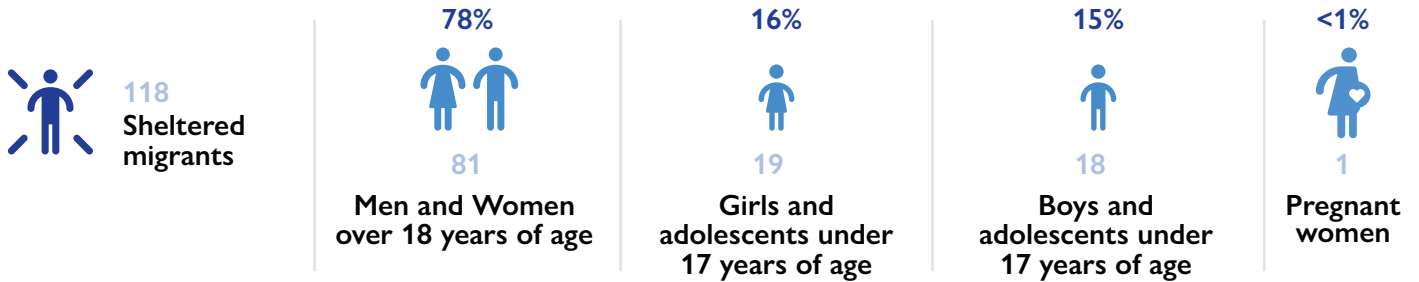 118
Sheltered
migrants
78%
81
Men and Women
over 18 years of age
16%
19
Girls and
adolescents under
17 years of age
15%
18
Boys and
adolescents under
17 years of age
<1%
1
Pregnant
women